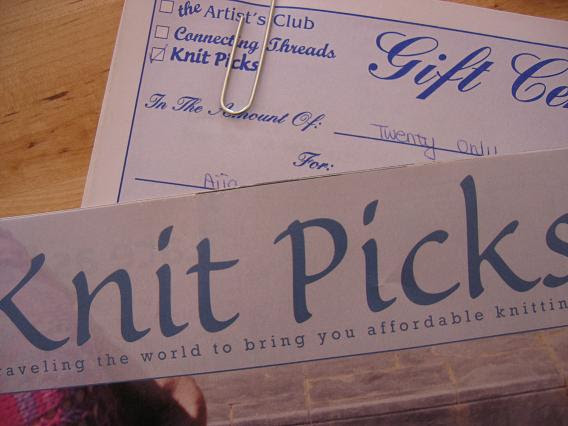 the Artist's Club
Connecting Threads
Knit Picks
Gift Ce
In The Amount Of:
Twenty Only
For:
Knit Picks
raveling the world to bring you affordable knittin